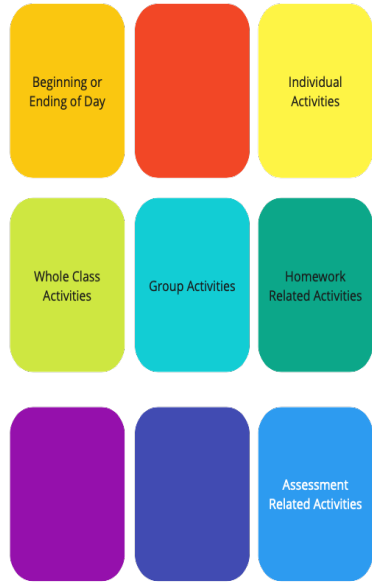 Beginning or
Ending of Day
Individual
Activities
Whole Class
Activities
Group Activities
Homework
Related Activities
Assessment
Related Activities